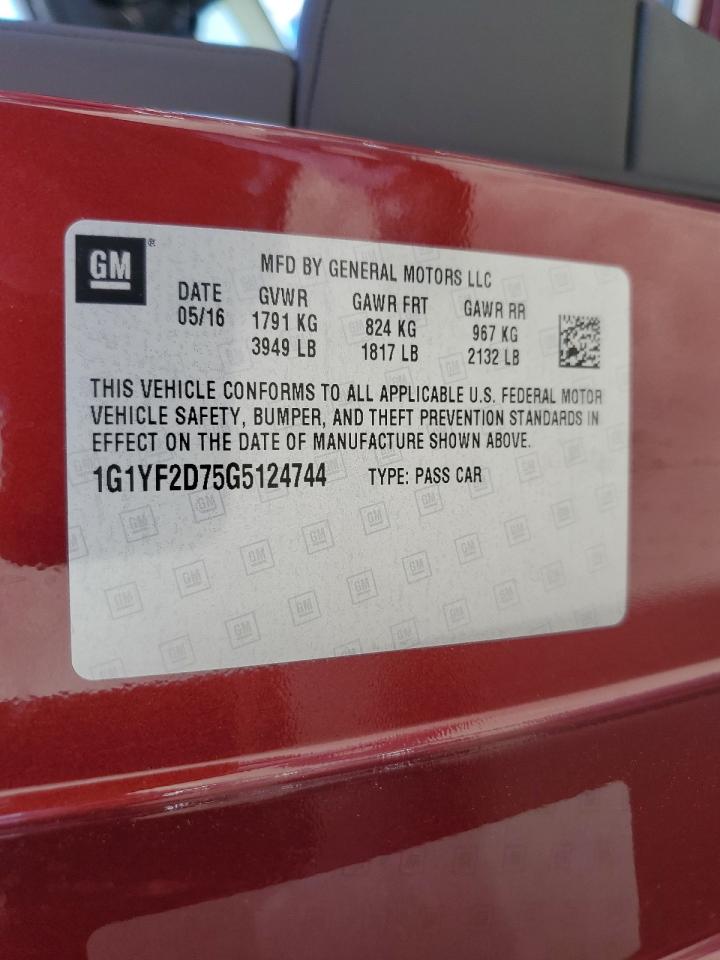 GM ®
MFD BY GENERAL MOTORS LLC
DATE GVWR GAWR FRT GAWR RR
05/16 1791 KG 824 KG 967 KG
3949 LB 1817 LB 2132 LB
THIS VEHICLE CONFORMS TO ALL APPLICABLE U.S. FEDERAL MOTOR
VEHICLE SAFETY, BUMPER, AND THEFT PREVENTION STANDARDS IN
EFFECT ON THE DATE OF MANUFACTURE SHOWN ABOVE.
1G1YF2D75G5124744 TYPE: PASS CAR